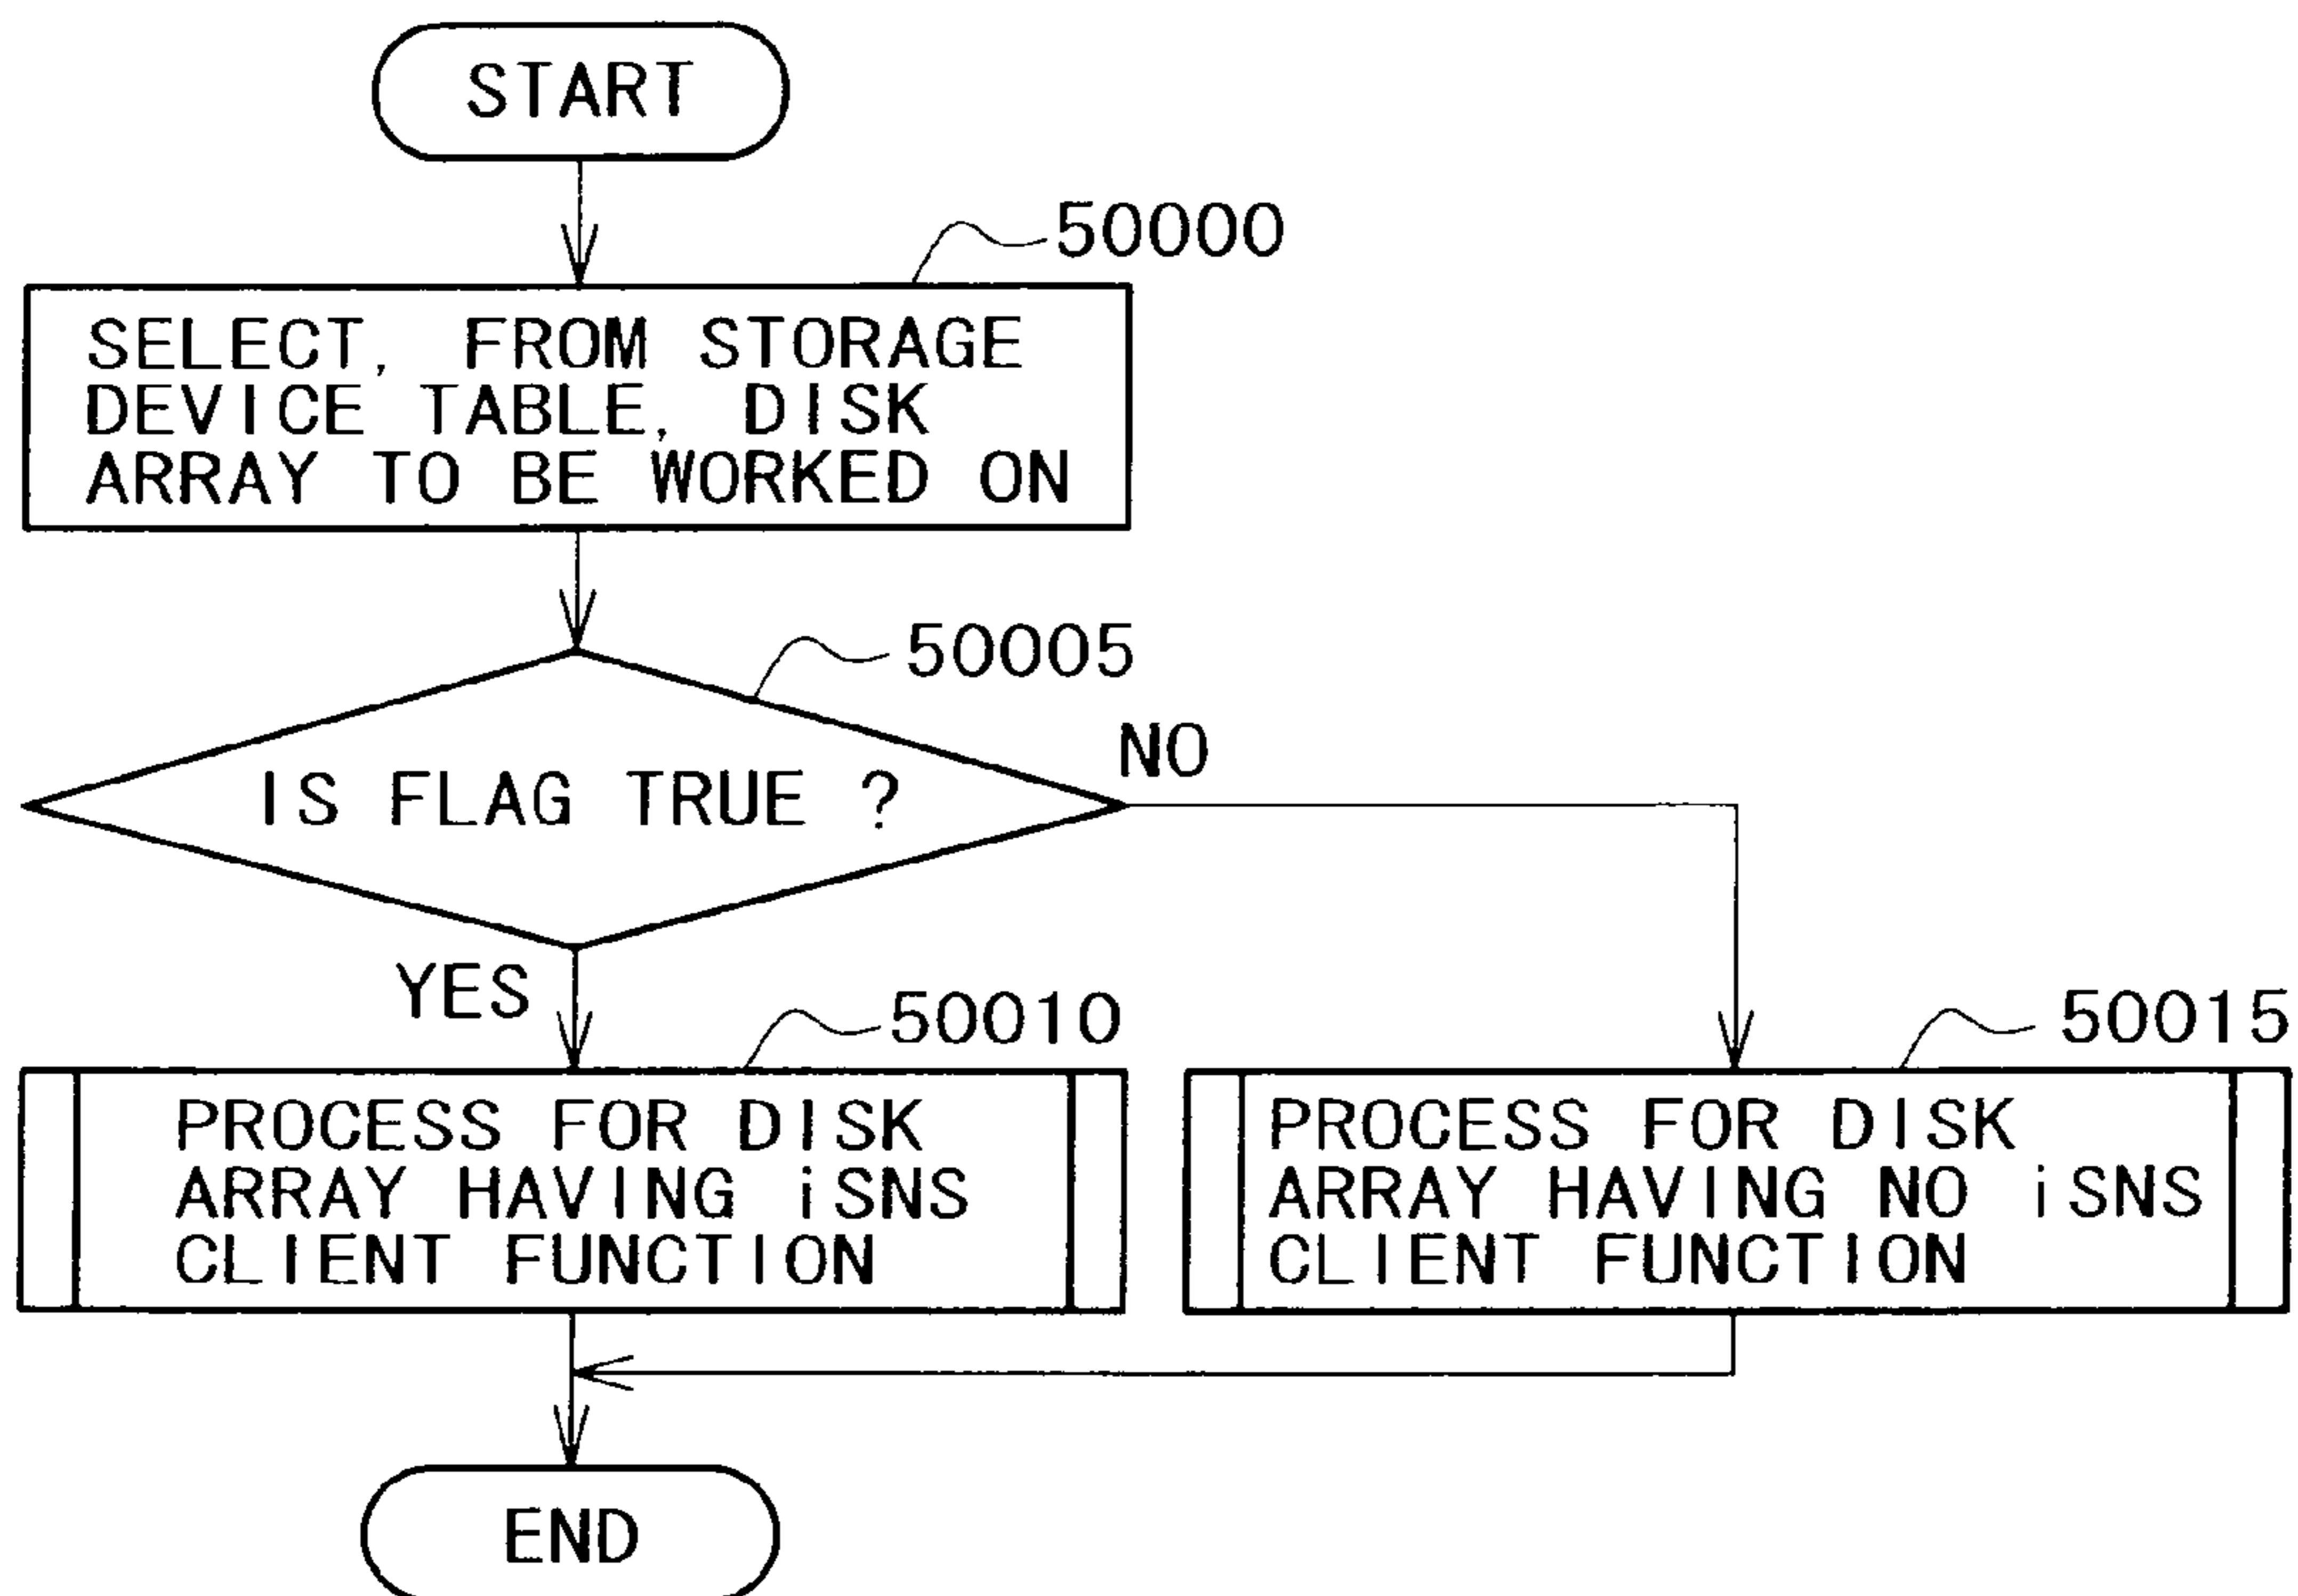 START
50000
SELECT, FROM STORAGE
DEVICE TABLE, DISK
ARRAY TO BE WORKED ON
50005
IS FLAG TRUE ?
NO
YES
50010
PROCESS FOR DISK
ARRAY HAVING iSNS
CLIENT FUNCTION
50015
PROCESS FOR DISK
ARRAY HAVING NO iSNS
CLIENT FUNCTION
END